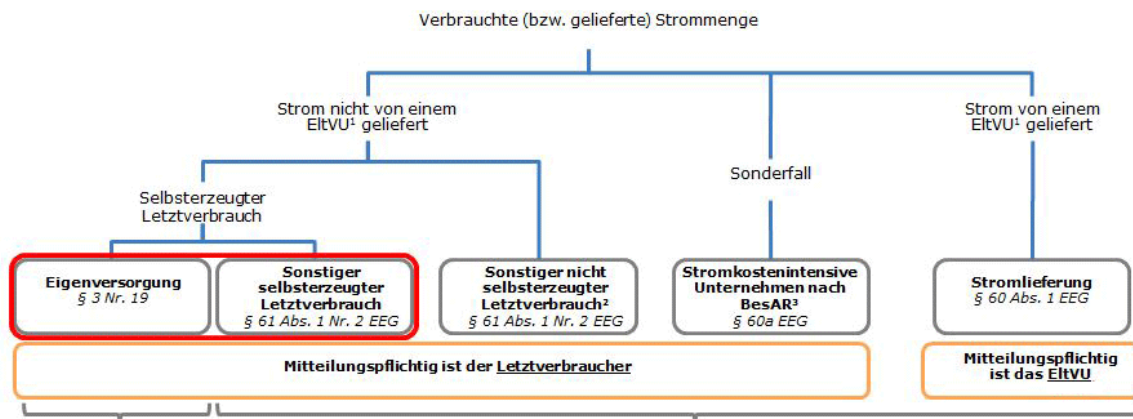 Verbrauchte (bzw. gelieferte) Strommenge
Strom nicht von einem
EltVU¹ geliefert
Strom von einem
EltVU¹ geliefert
Sonderfall
Selbsterzeugter
Letztverbrauch
Eigenversorgung
§ 3 Nr. 19
Sonstiger
selbsterzeugter
Letztverbrauch
§ 61 Abs. 1 Nr. 2 EEG
Sonstiger nicht
selbsterzeugter
Letztverbrauch²
§ 61 Abs. 1 Nr. 2 EEG
Stromkostenintensive
Unternehmen nach
BesAR³
§ 60a EEG
Stromlieferung
§ 60 Abs. 1 EEG
Mitteilungspflichtig ist der Letztverbraucher
Mitteilungspflichtig
ist das EltVU